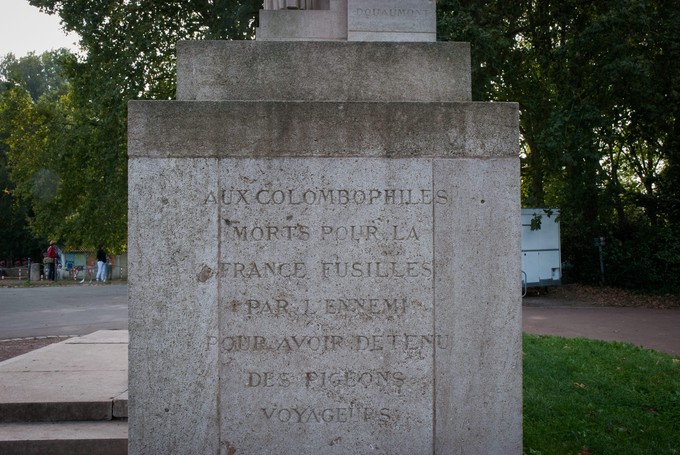 DOUAUMONT
AUX COLOMBOPHILES
MORTS POUR LA
FRANCE FUSILLES
PAR L'ENNEMI
POUR AVOIR DETENU
DES PIGEONS
VOYAGEURS